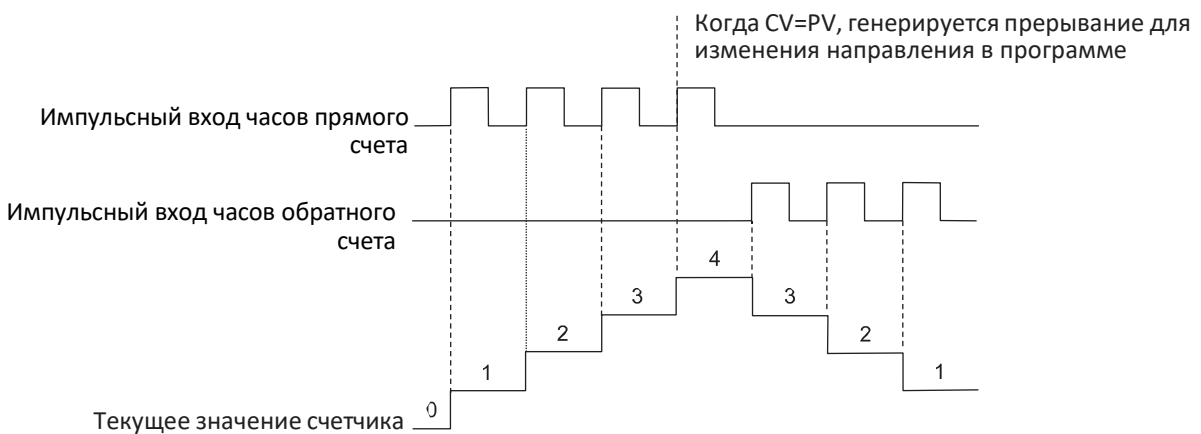 Когда CV=PV, генерируется прерывание для
изменения направления в программе
Импульсный вход часов прямого
счета
Импульсный вход часов обратного
счета
4
3
3
2
2
1
1
0
Текущее значение счетчика